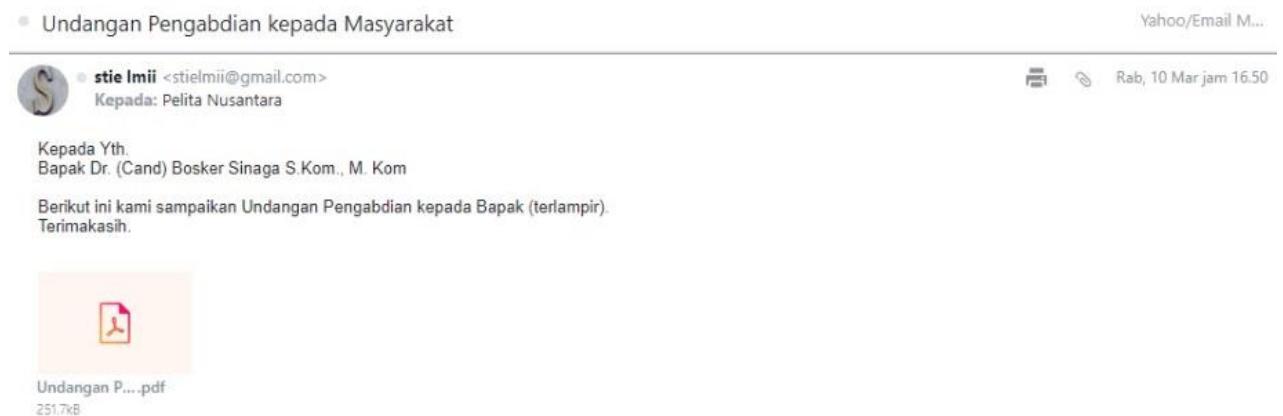 Undangan Pengabdian kepada Masyarakat
Yahoo/Email M...
stie lmii <stielmii@gmail.com>
Rab, 10 Mar jam 16.50
Kepada: Pelita Nusantara
Kepada Yth.
Bapak Dr. (Cand) Bosker Sinaga S.Kom., M. Kom
Berikut ini kami sampaikan Undangan Pengabdian kepada Bapak (terlampir).
Terimakasih.
Undangan P... .pdf
251.7kB